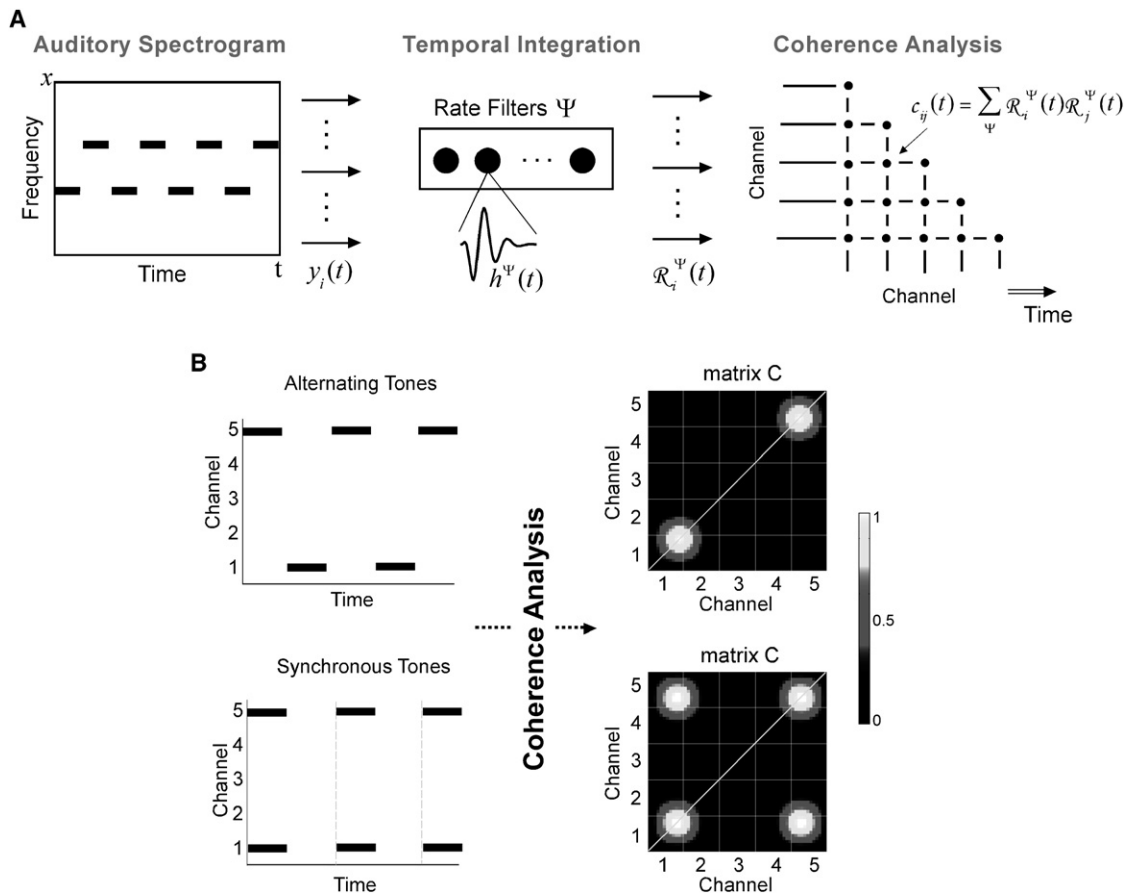 A
Auditory Spectrogram
Temporal Integration
Coherence Analysis
x
Frequency
Time
t
y_i(t)
Rate Filters Ψ
h^Ψ(t)
ℛ_i^Ψ(t)
c_ij(t) = ∑_Ψ ℛ_i^Ψ(t)ℛ_j^Ψ(t)
Channel
Channel
Time
B
Alternating Tones
5
4
3
2
1
Channel
Time
Synchronous Tones
5
4
3
2
1
Channel
Time
Coherence Analysis
matrix C
5
4
3
2
1
Channel
1 2 3 4 5
Channel
matrix C
5
4
3
2
1
Channel
1 2 3 4 5
Channel
1
0.5
0